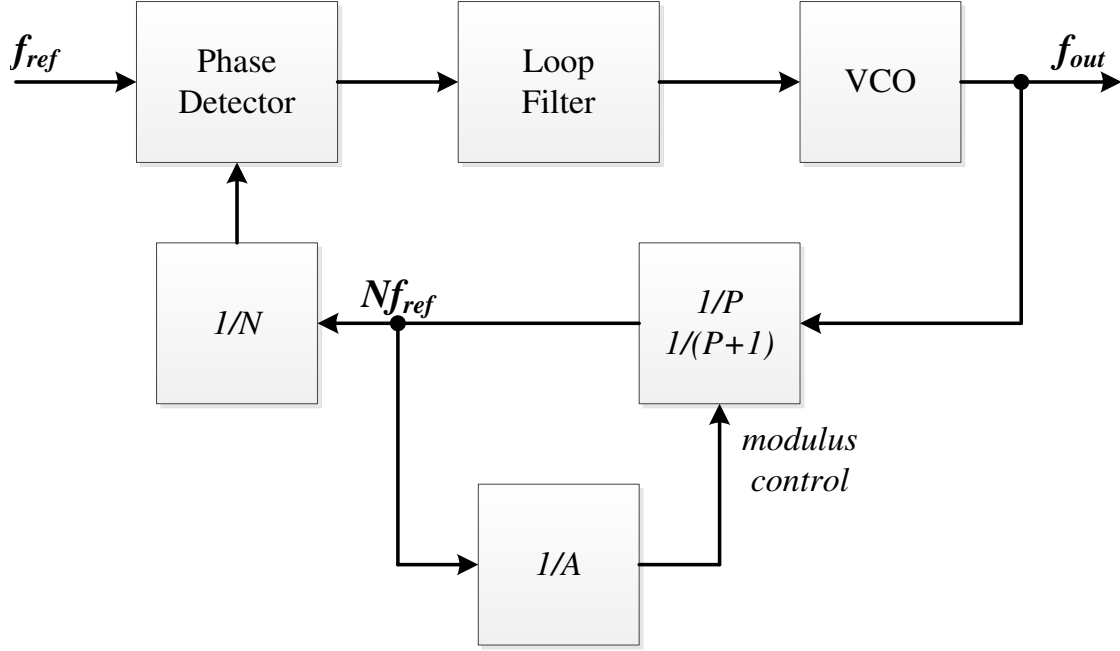 f_ref
Phase
Detector
Loop
Filter
VCO
f_out
1/N
Nf_ref
1/P
1/(P+1)
modulus
control
1/A